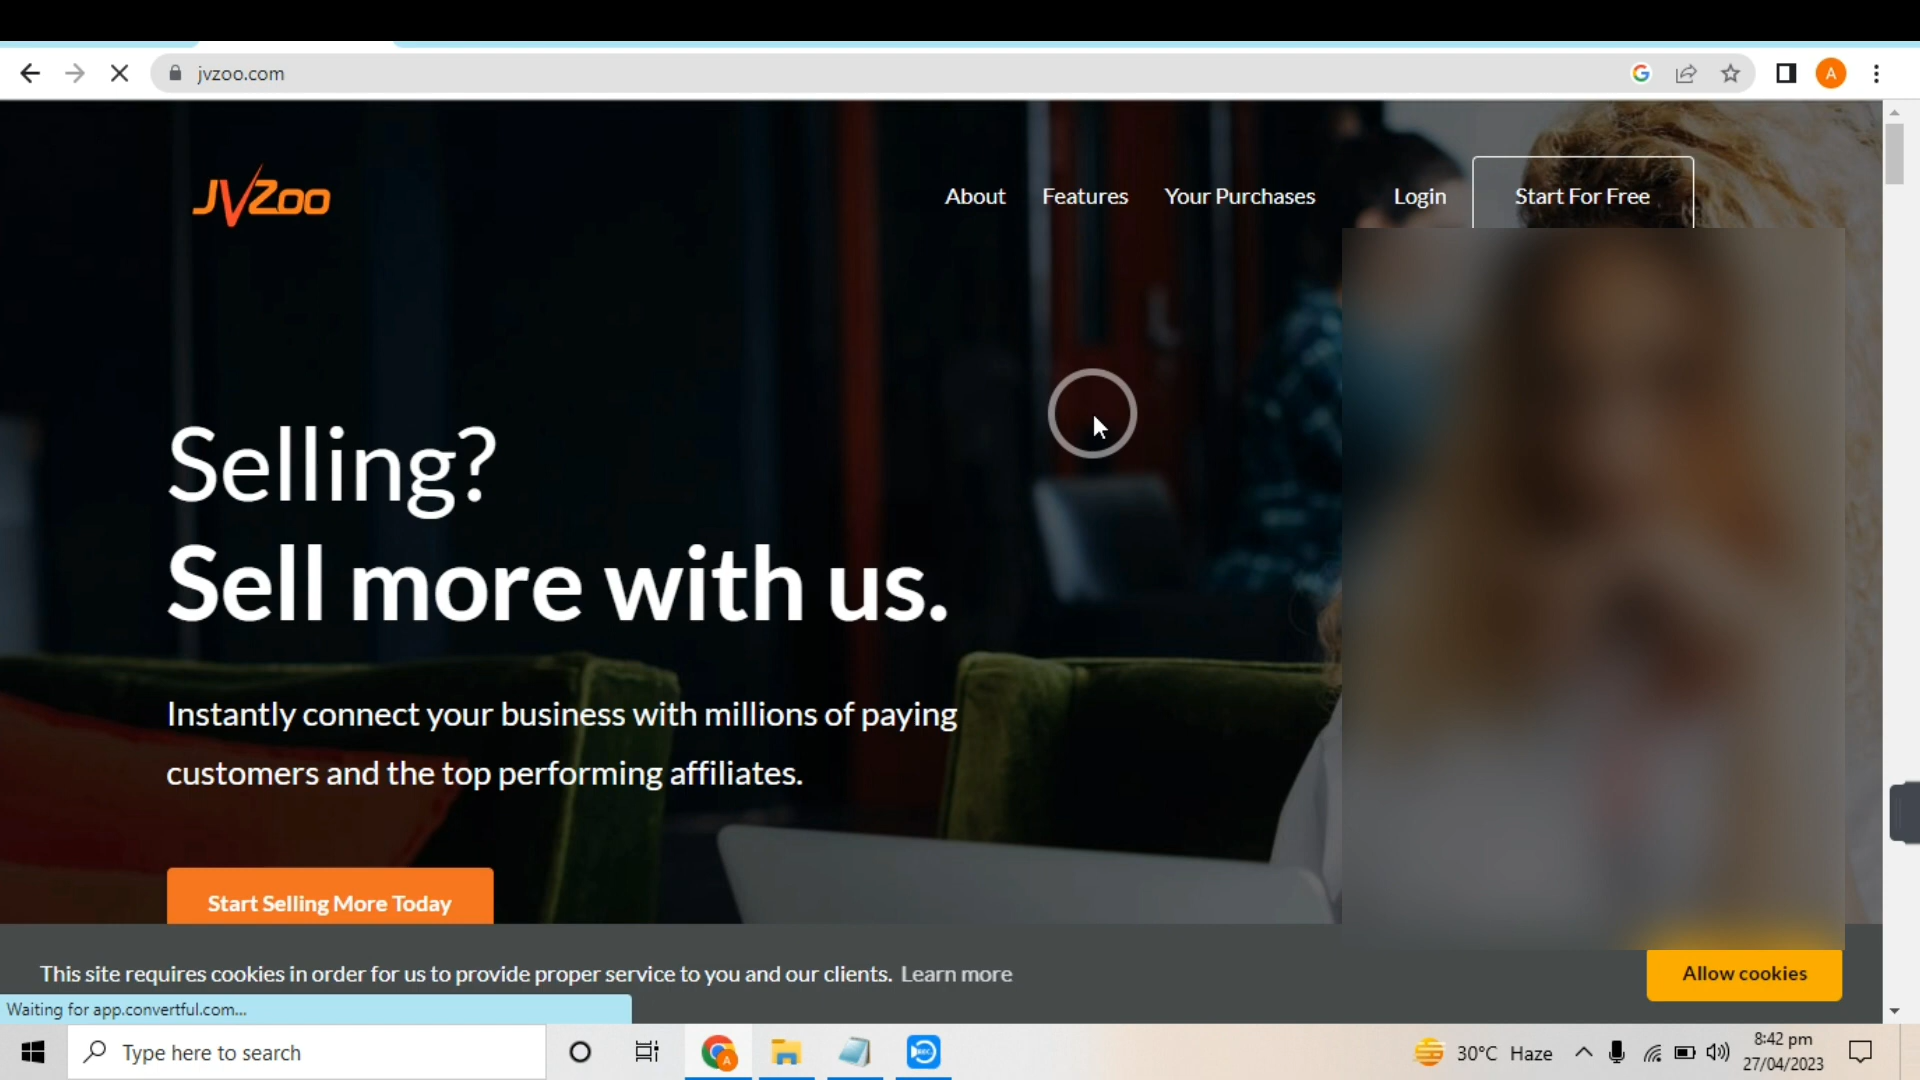 jvzoo.com
A
JVZoo
About Features Your Purchases Login Start For Free
Selling?
Sell more with us.
Instantly connect your business with millions of paying
customers and the top performing affiliates.
Start Selling More Today
This site requires cookies in order for us to provide proper service to you and our clients. Learn more
Allow cookies
Waiting for app.convertful.com...
Type here to search
A
REC
30°C Haze
8:42 pm
27/04/2023